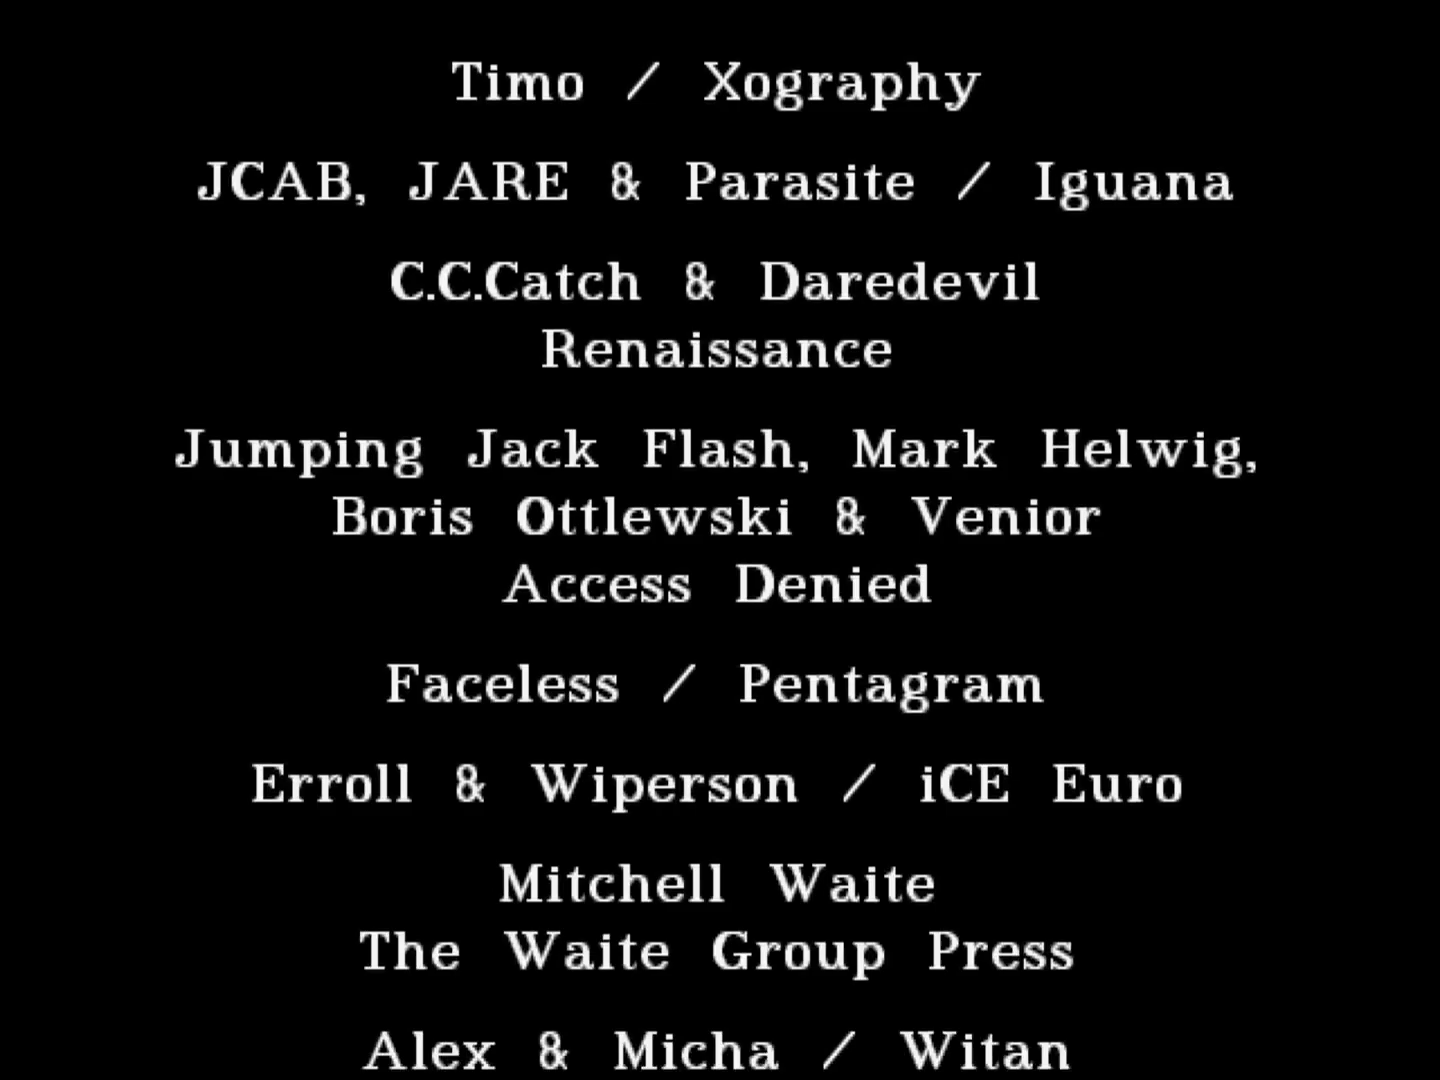 Timo / Xography
JCAB, JARE & Parasite / Iguana
C.C.Catch & Daredevil
Renaissance
Jumping Jack Flash, Mark Helwig,
Boris Ottlewski & Venior
Access Denied
Faceless / Pentagram
Erroll & Wiperson / iCE Euro
Mitchell Waite
The Waite Group Press
Alex & Micha / Witan